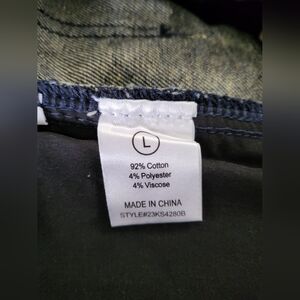 L
92% Cotton
4% Polyester
4% Viscose
MADE IN CHINA
STYLE#23KS4280B